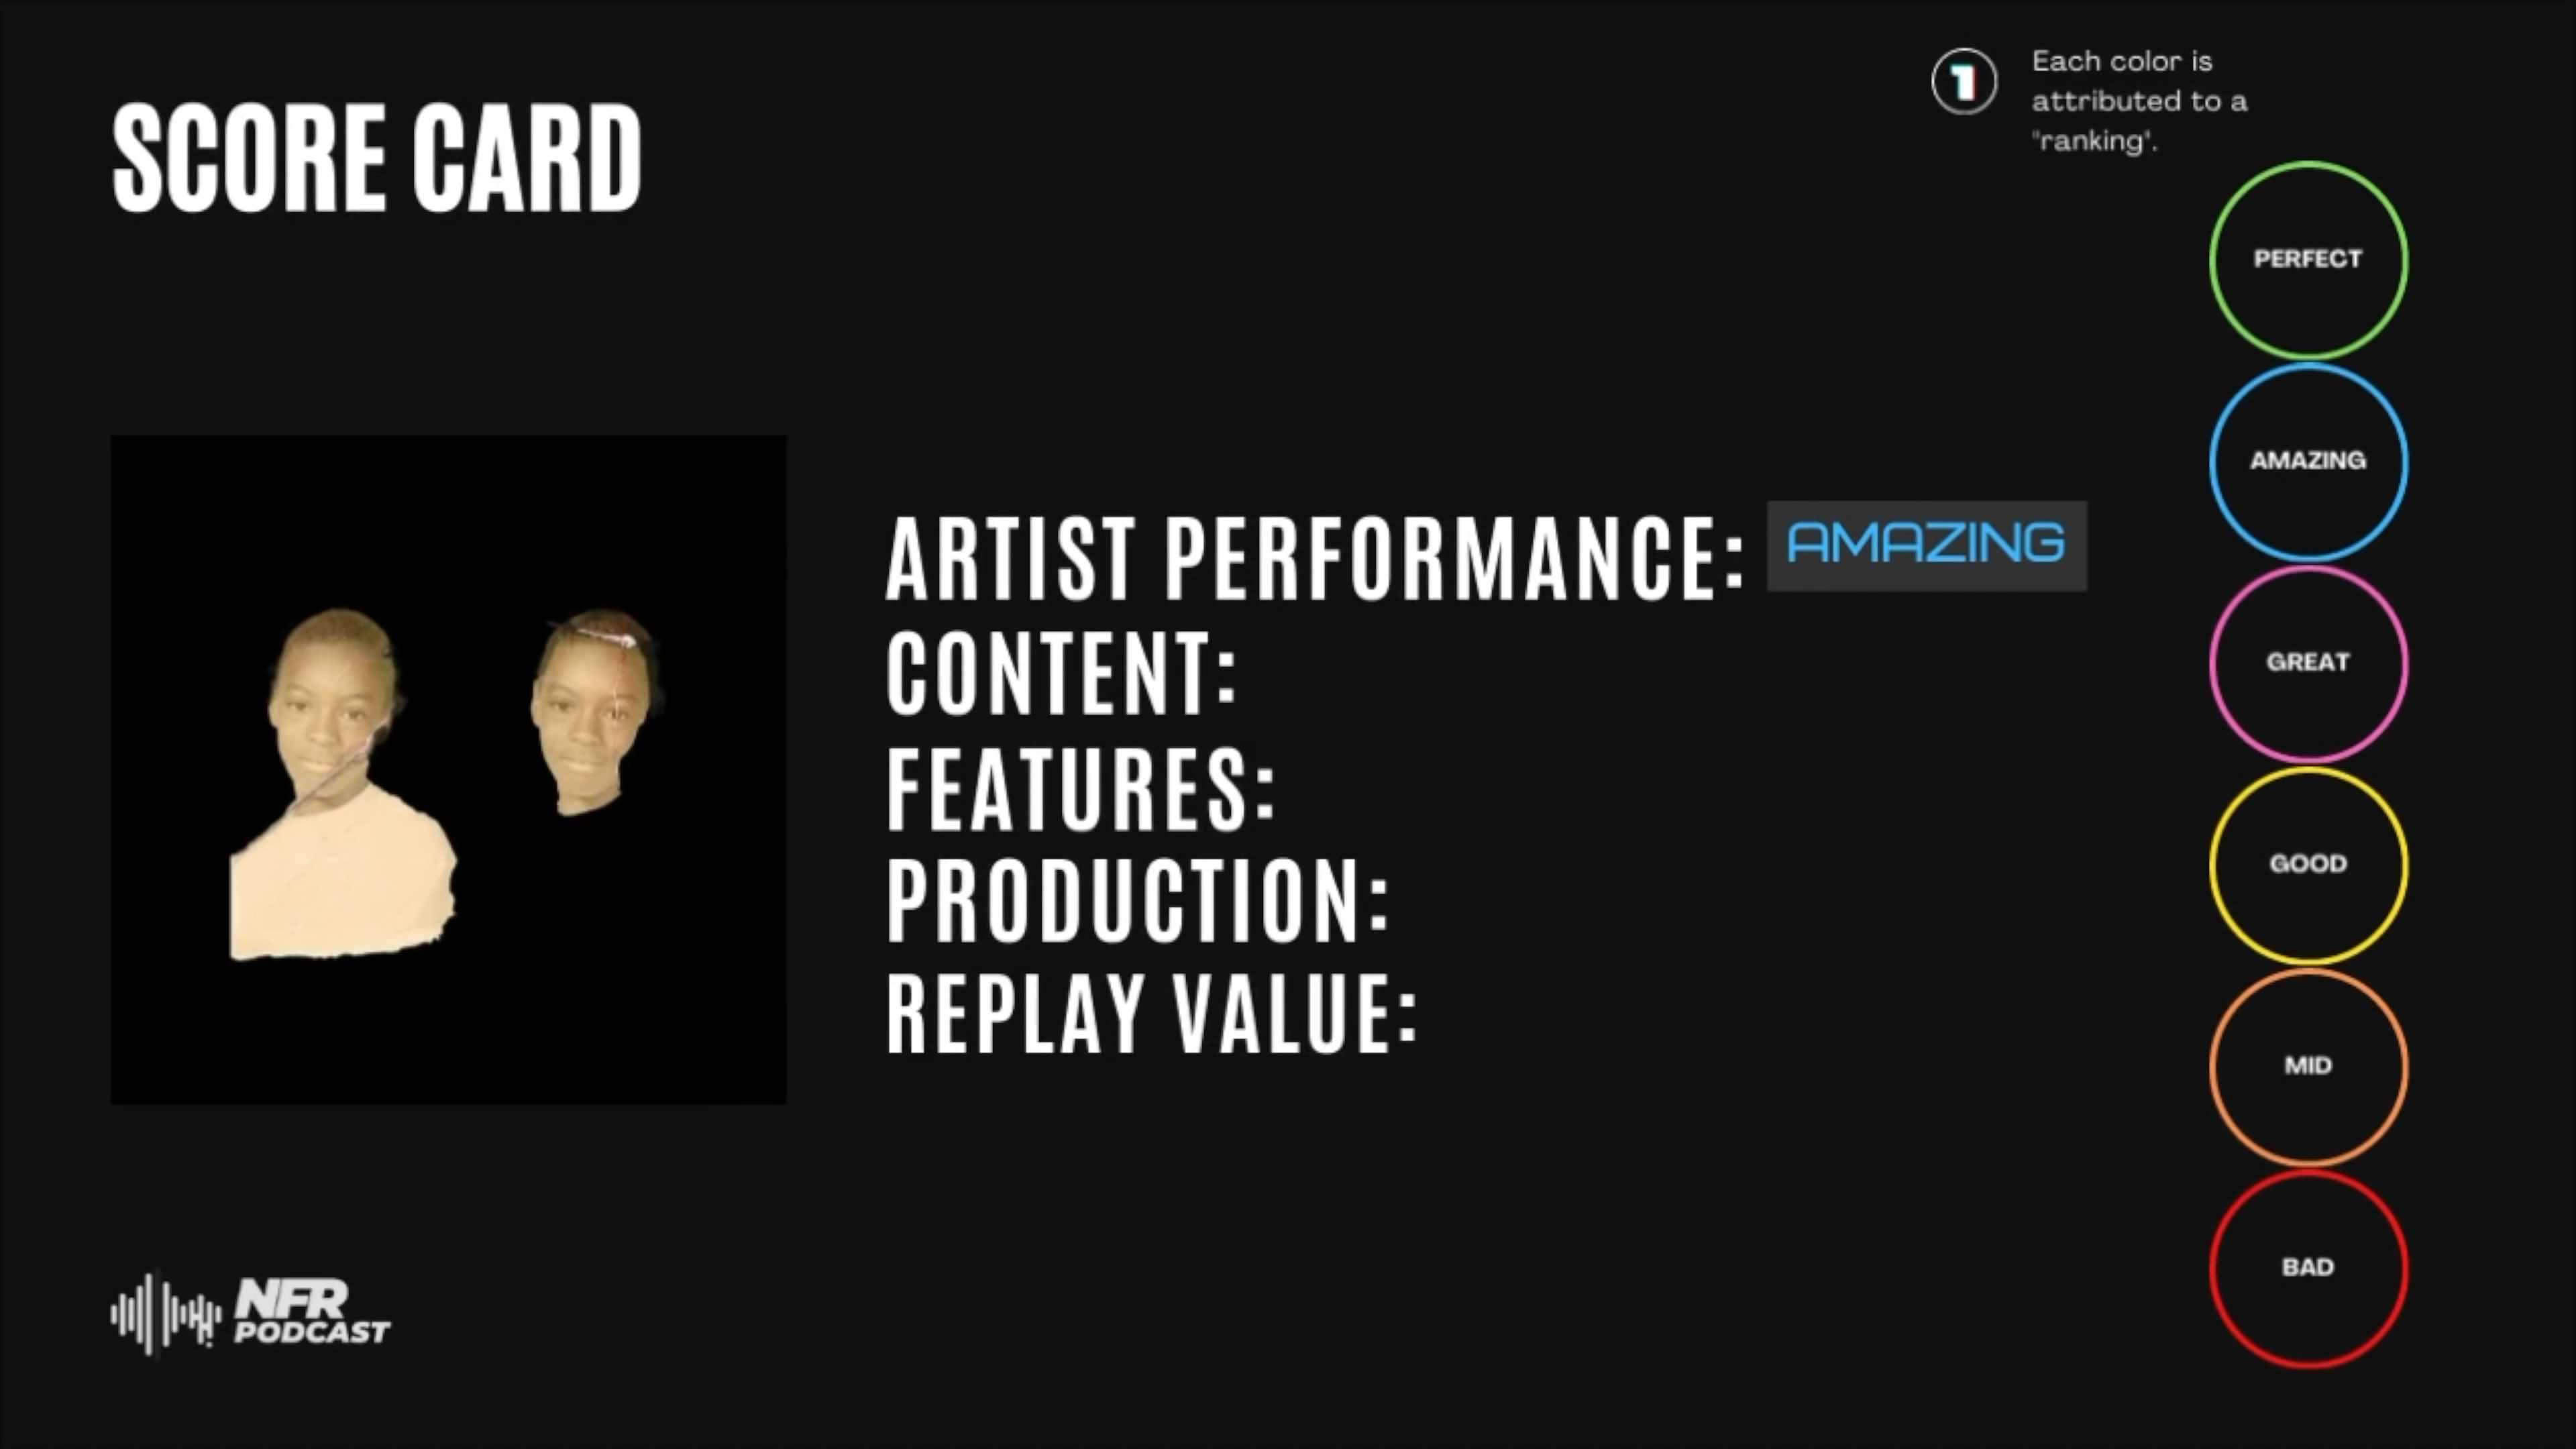 SCORE CARD
1
Each color is
attributed to a
"ranking".
PERFECT
AMAZING
GREAT
GOOD
MID
BAD
ARTIST PERFORMANCE: AMAZING
CONTENT:
FEATURES:
PRODUCTION:
REPLAY VALUE:
NFR
PODCAST